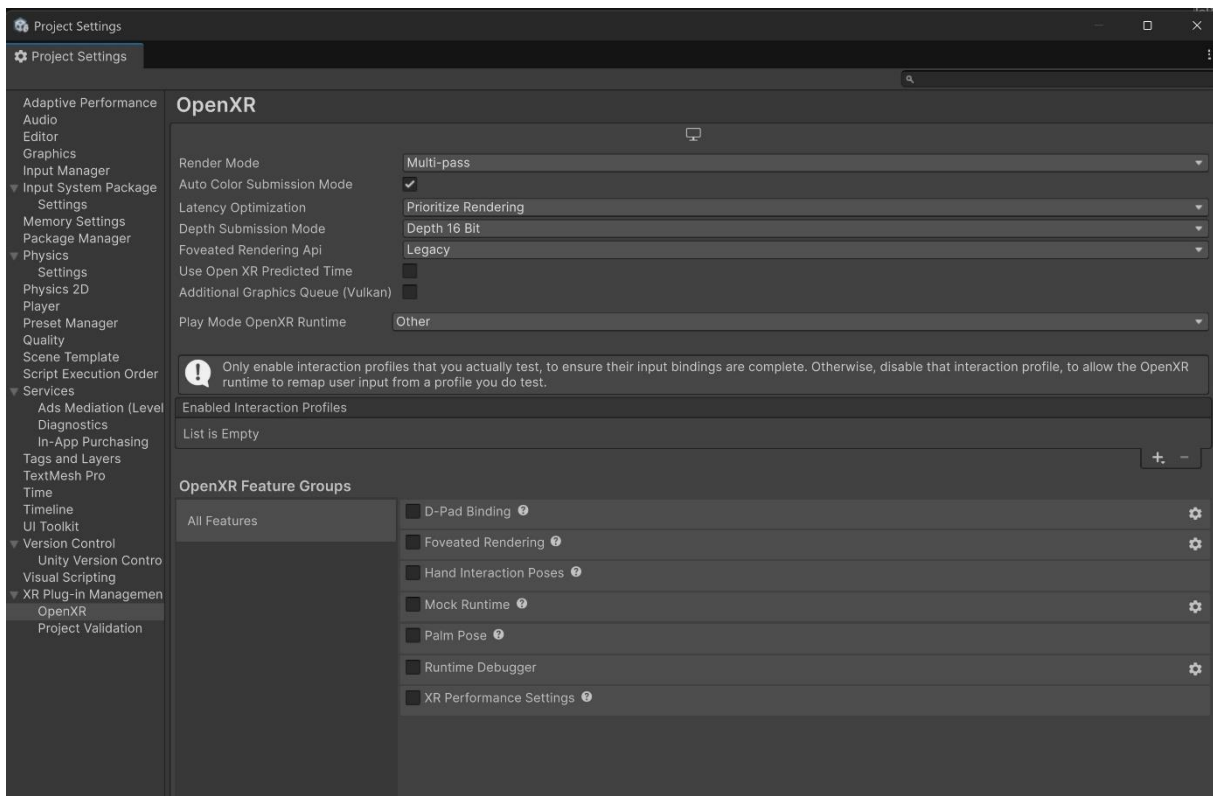 Project Settings
Project Settings
Adaptive Performance
Audio
Editor
Graphics
Input Manager
Input System Package
Settings
Memory Settings
Package Manager
Physics
Settings
Physics 2D
Player
Preset Manager
Quality
Scene Template
Script Execution Order
Services
Ads Mediation (Level
Diagnostics
In-App Purchasing
Tags and Layers
TextMesh Pro
Time
Timeline
UI Toolkit
Version Control
Unity Version Contro
Visual Scripting
XR Plug-in Managemen
OpenXR
Project Validation
OpenXR
Render Mode Multi-pass
Auto Color Submission Mode
Latency Optimization Prioritize Rendering
Depth Submission Mode Depth 16 Bit
Foveated Rendering Api Legacy
Use Open XR Predicted Time
Additional Graphics Queue (Vulkan)
Play Mode OpenXR Runtime Other
Only enable interaction profiles that you actually test, to ensure their input bindings are complete. Otherwise, disable that interaction profile, to allow the OpenXR
runtime to remap user input from a profile you do test.
Enabled Interaction Profiles
List is Empty
OpenXR Feature Groups
All Features
D-Pad Binding
Foveated Rendering
Hand Interaction Poses
Mock Runtime
Palm Pose
Runtime Debugger
XR Performance Settings